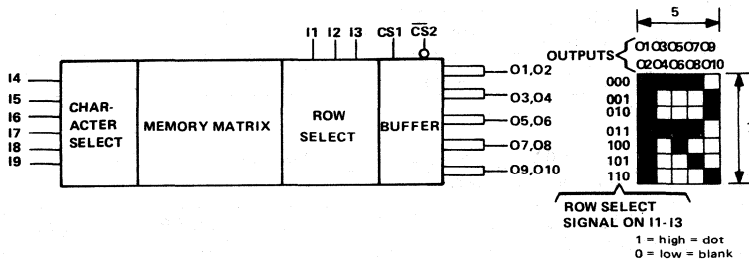 I1 I2 I3 CS1 C̅S̅2
I4
I5
I6
I7
I8
I9
CHAR-
ACTER
SELECT
MEMORY MATRIX
ROW
SELECT
BUFFER
O1,O2
O3,O4
O5,O6
O7,O8
O9,O10
5
OUTPUTS
O1O3O5O7O9
O2O4O6O8O10
000
001
010
011
100
101
110
ROW SELECT
SIGNAL ON I1-I3
1 = high = dot
0 = low = blank